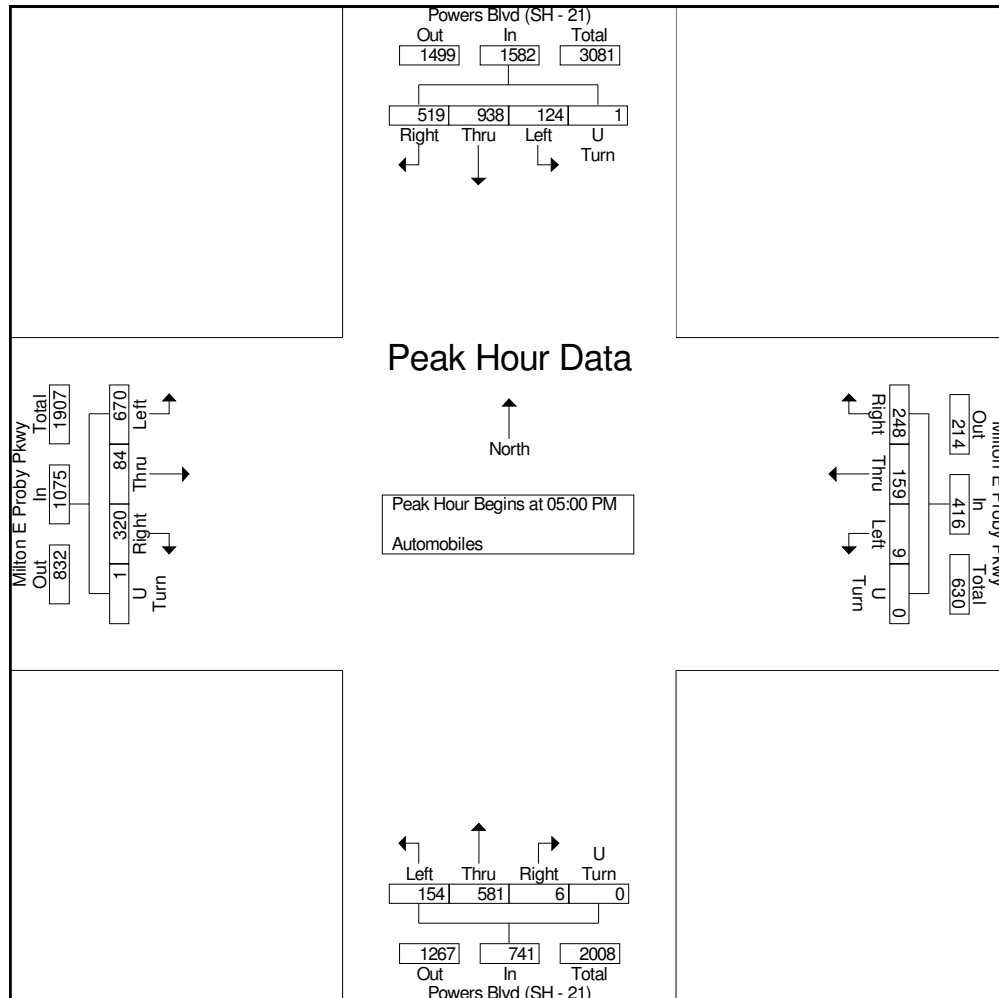 Powers Blvd (SH - 21)
Out In Total
1499 1582 3081
519 938 124 1
Right Thru Left U
Turn
Peak Hour Data
North
Peak Hour Begins at 05:00 PM
Automobiles
Milton E Proby Pkwy
Out In Total
832 1075 1907
1 320 84 670
U
Turn
Right Thru Left
Milton E Proby Pkwy
Out In Total
214 416 630
248 159 9 0
Right Thru Left U
Turn
U
Left Thru Right Turn
154 581 6 0
1267 741 2008
Out In Total
Powers Blvd (SH - 21)